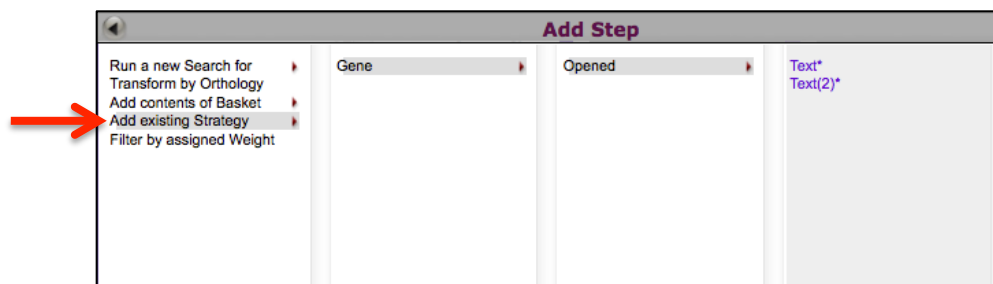 Add Step
Run a new Search for
Transform by Orthology
Add contents of Basket
Add existing Strategy
Filter by assigned Weight
Gene
Opened
Text*
Text(2)*